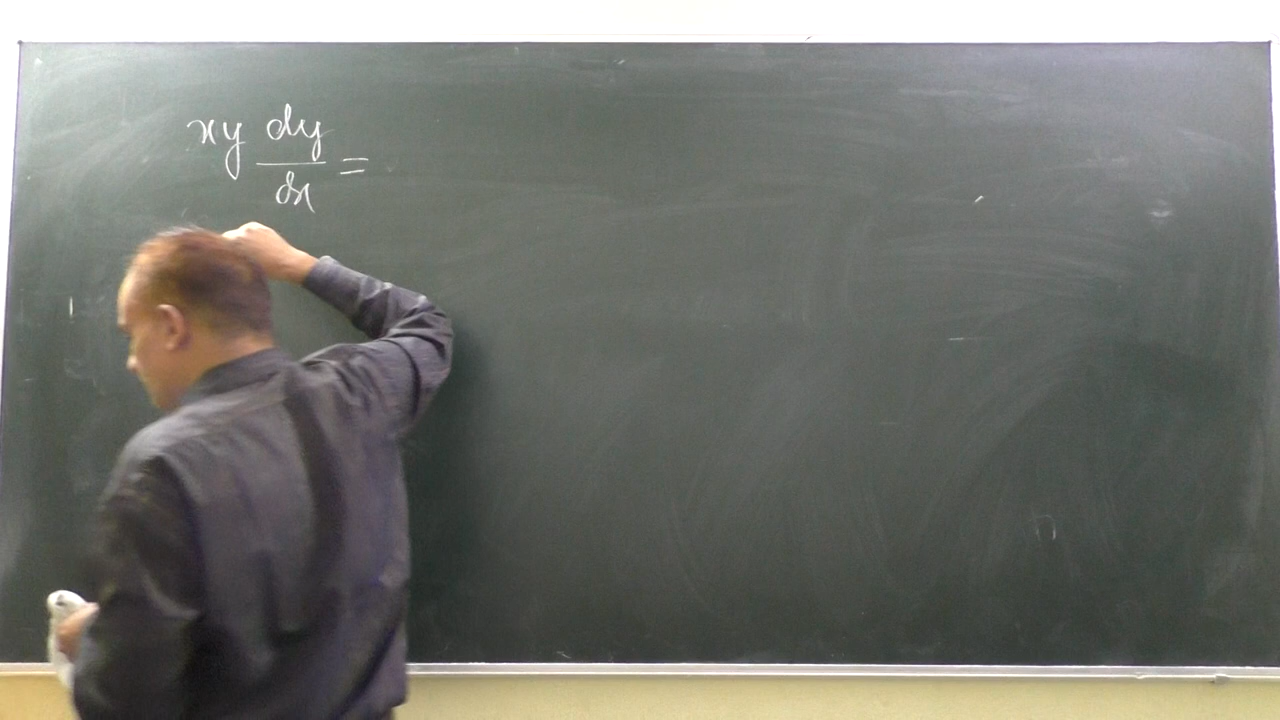 xy dy/dx =